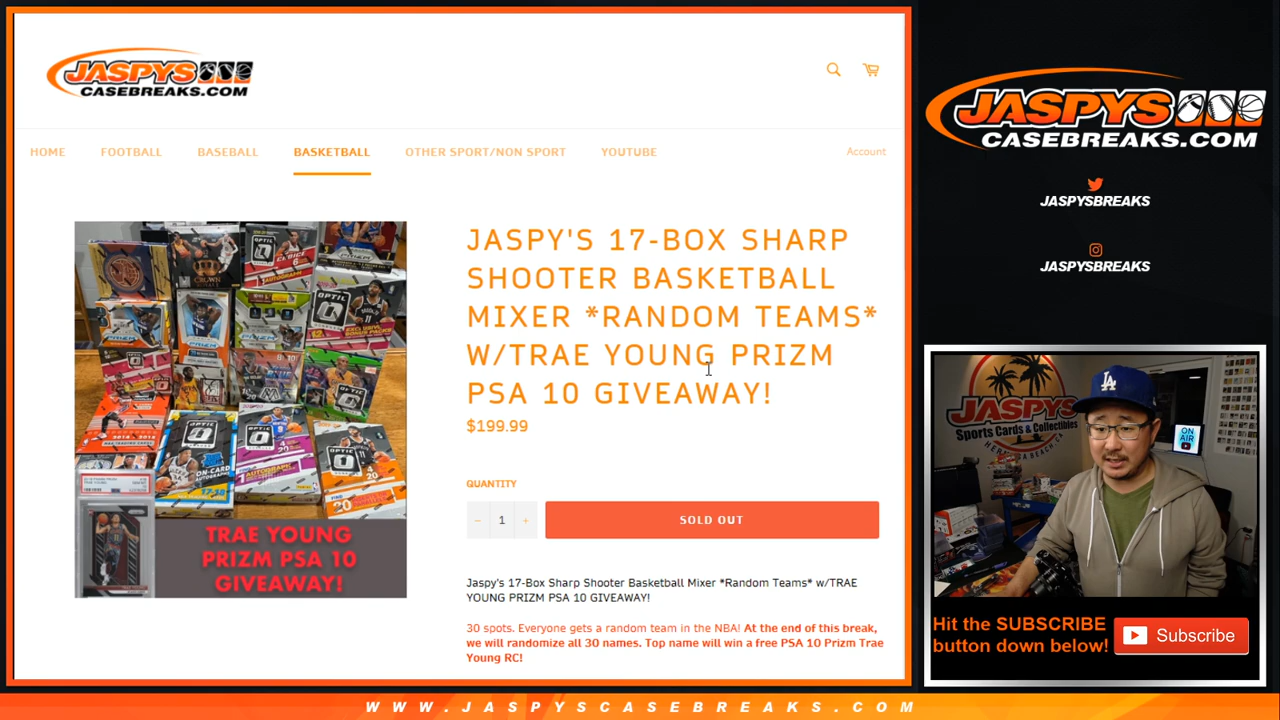 JASPYS
CASEBREAKS.COM
HOME
FOOTBALL
BASEBALL
BASKETBALL
OTHER SPORT/NON SPORT
YOUTUBE
Account
JASPY'S 17-BOX SHARP
SHOOTER BASKETBALL
MIXER *RANDOM TEAMS*
W/TRAE YOUNG PRIZM
PSA 10 GIVEAWAY!
$199.99
QUANTITY
− 1 +
SOLD OUT
TRAE YOUNG
PRIZM PSA 10
GIVEAWAY!
Jaspy's 17-Box Sharp Shooter Basketball Mixer *Random Teams* w/TRAE
YOUNG PRIZM PSA 10 GIVEAWAY!
30 spots. Everyone gets a random team in the NBA! At the end of this break,
we will randomize all 30 names. Top name will win a free PSA 10 Prizm Trae
Young RC!
JASPYS
CASEBREAKS.COM
JASPYSBREAKS
JASPYSBREAKS
JASPYS
Sports Cards & Collectibles
LA
ON
AIR
Hit the SUBSCRIBE
button down below!
Subscribe
WWW.JASPYSCASEBREAKS.COM